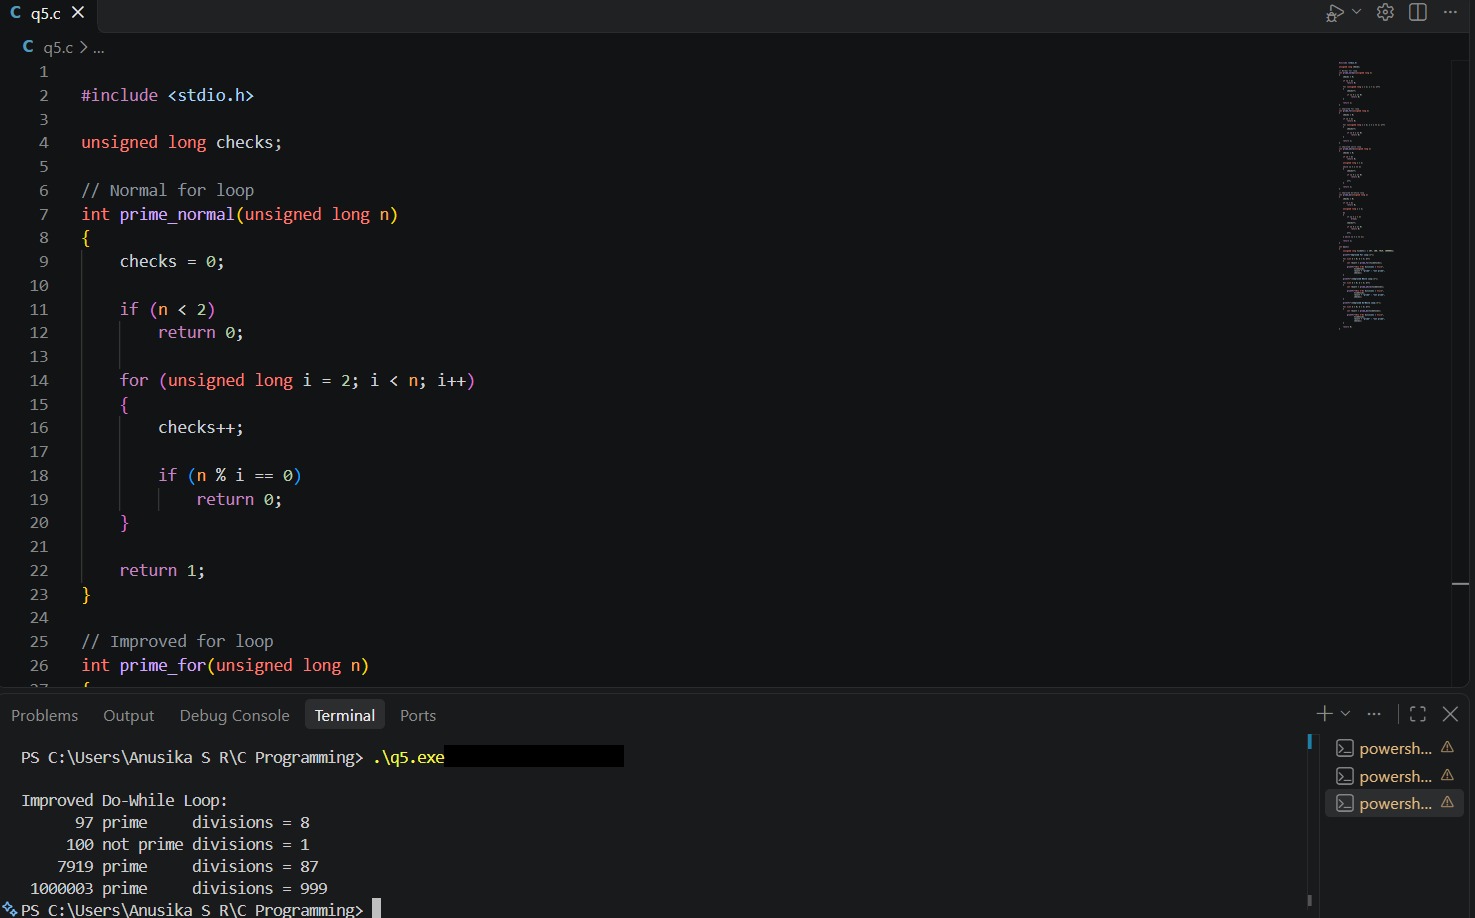 q5.c
q5.c > ...
1
2 #include <stdio.h>
3
4 unsigned long checks;
5
6 // Normal for loop
7 int prime_normal(unsigned long n)
8 {
9 checks = 0;
10
11 if (n < 2)
12 return 0;
13
14 for (unsigned long i = 2; i < n; i++)
15 {
16 checks++;
17
18 if (n % i == 0)
19 return 0;
20 }
21
22 return 1;
23 }
24
25 // Improved for loop
26 int prime_for(unsigned long n)
27 {
Problems Output Debug Console Terminal Ports
PS C:\Users\Anusika S R\C Programming> .\q5.exe
Improved Do-While Loop:
97 prime divisions = 8
100 not prime divisions = 1
7919 prime divisions = 87
1000003 prime divisions = 999
PS C:\Users\Anusika S R\C Programming>
powersh...
powersh...
powersh...